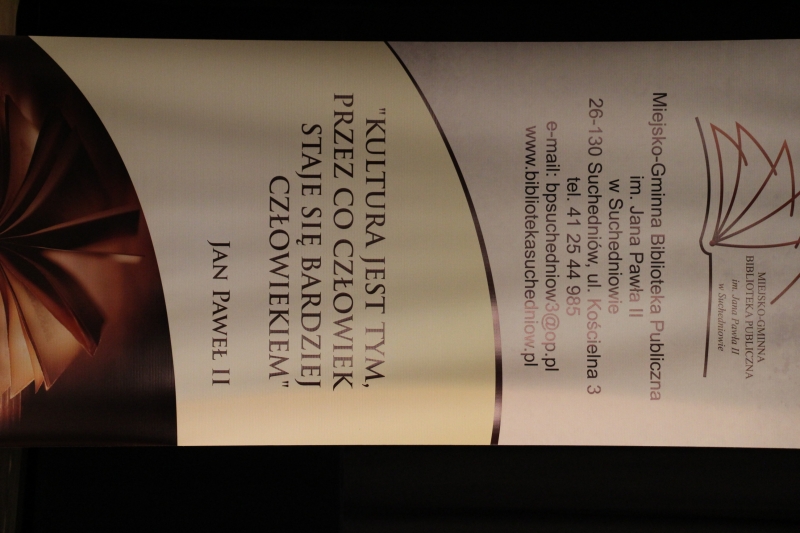 MIEJSKO-GMINNA
BIBLIOTEKA PUBLICZNA
im. Jana Pawła II
w Suchedniowie
Miejsko-Gminna Biblioteka Publiczna
im. Jana Pawła II
w Suchedniowie
26-130 Suchedniów, ul. Kościelna 3
tel. 41 25 44 985
e-mail: bpsuchedniow3@op.pl
www.bibliotekasuchedniow.pl
"KULTURA JEST TYM,
PRZEZ CO CZŁOWIEK
STAJE SIĘ BARDZIEJ
CZŁOWIEKIEM"
JAN PAWEŁ II